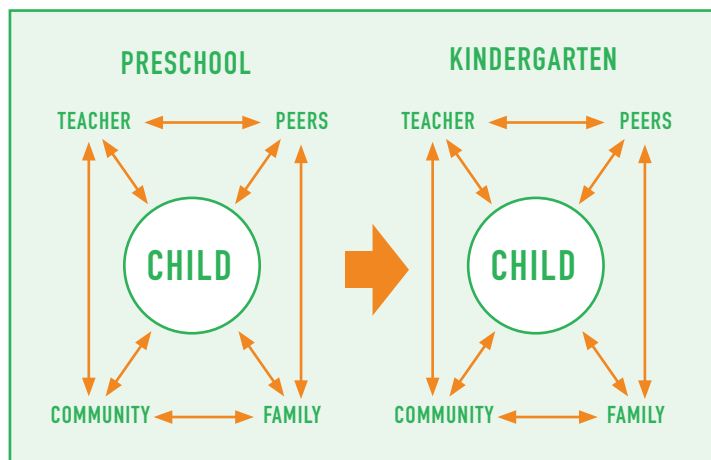 PRESCHOOL
TEACHER PEERS
CHILD
COMMUNITY FAMILY
KINDERGARTEN
TEACHER PEERS
CHILD
COMMUNITY FAMILY